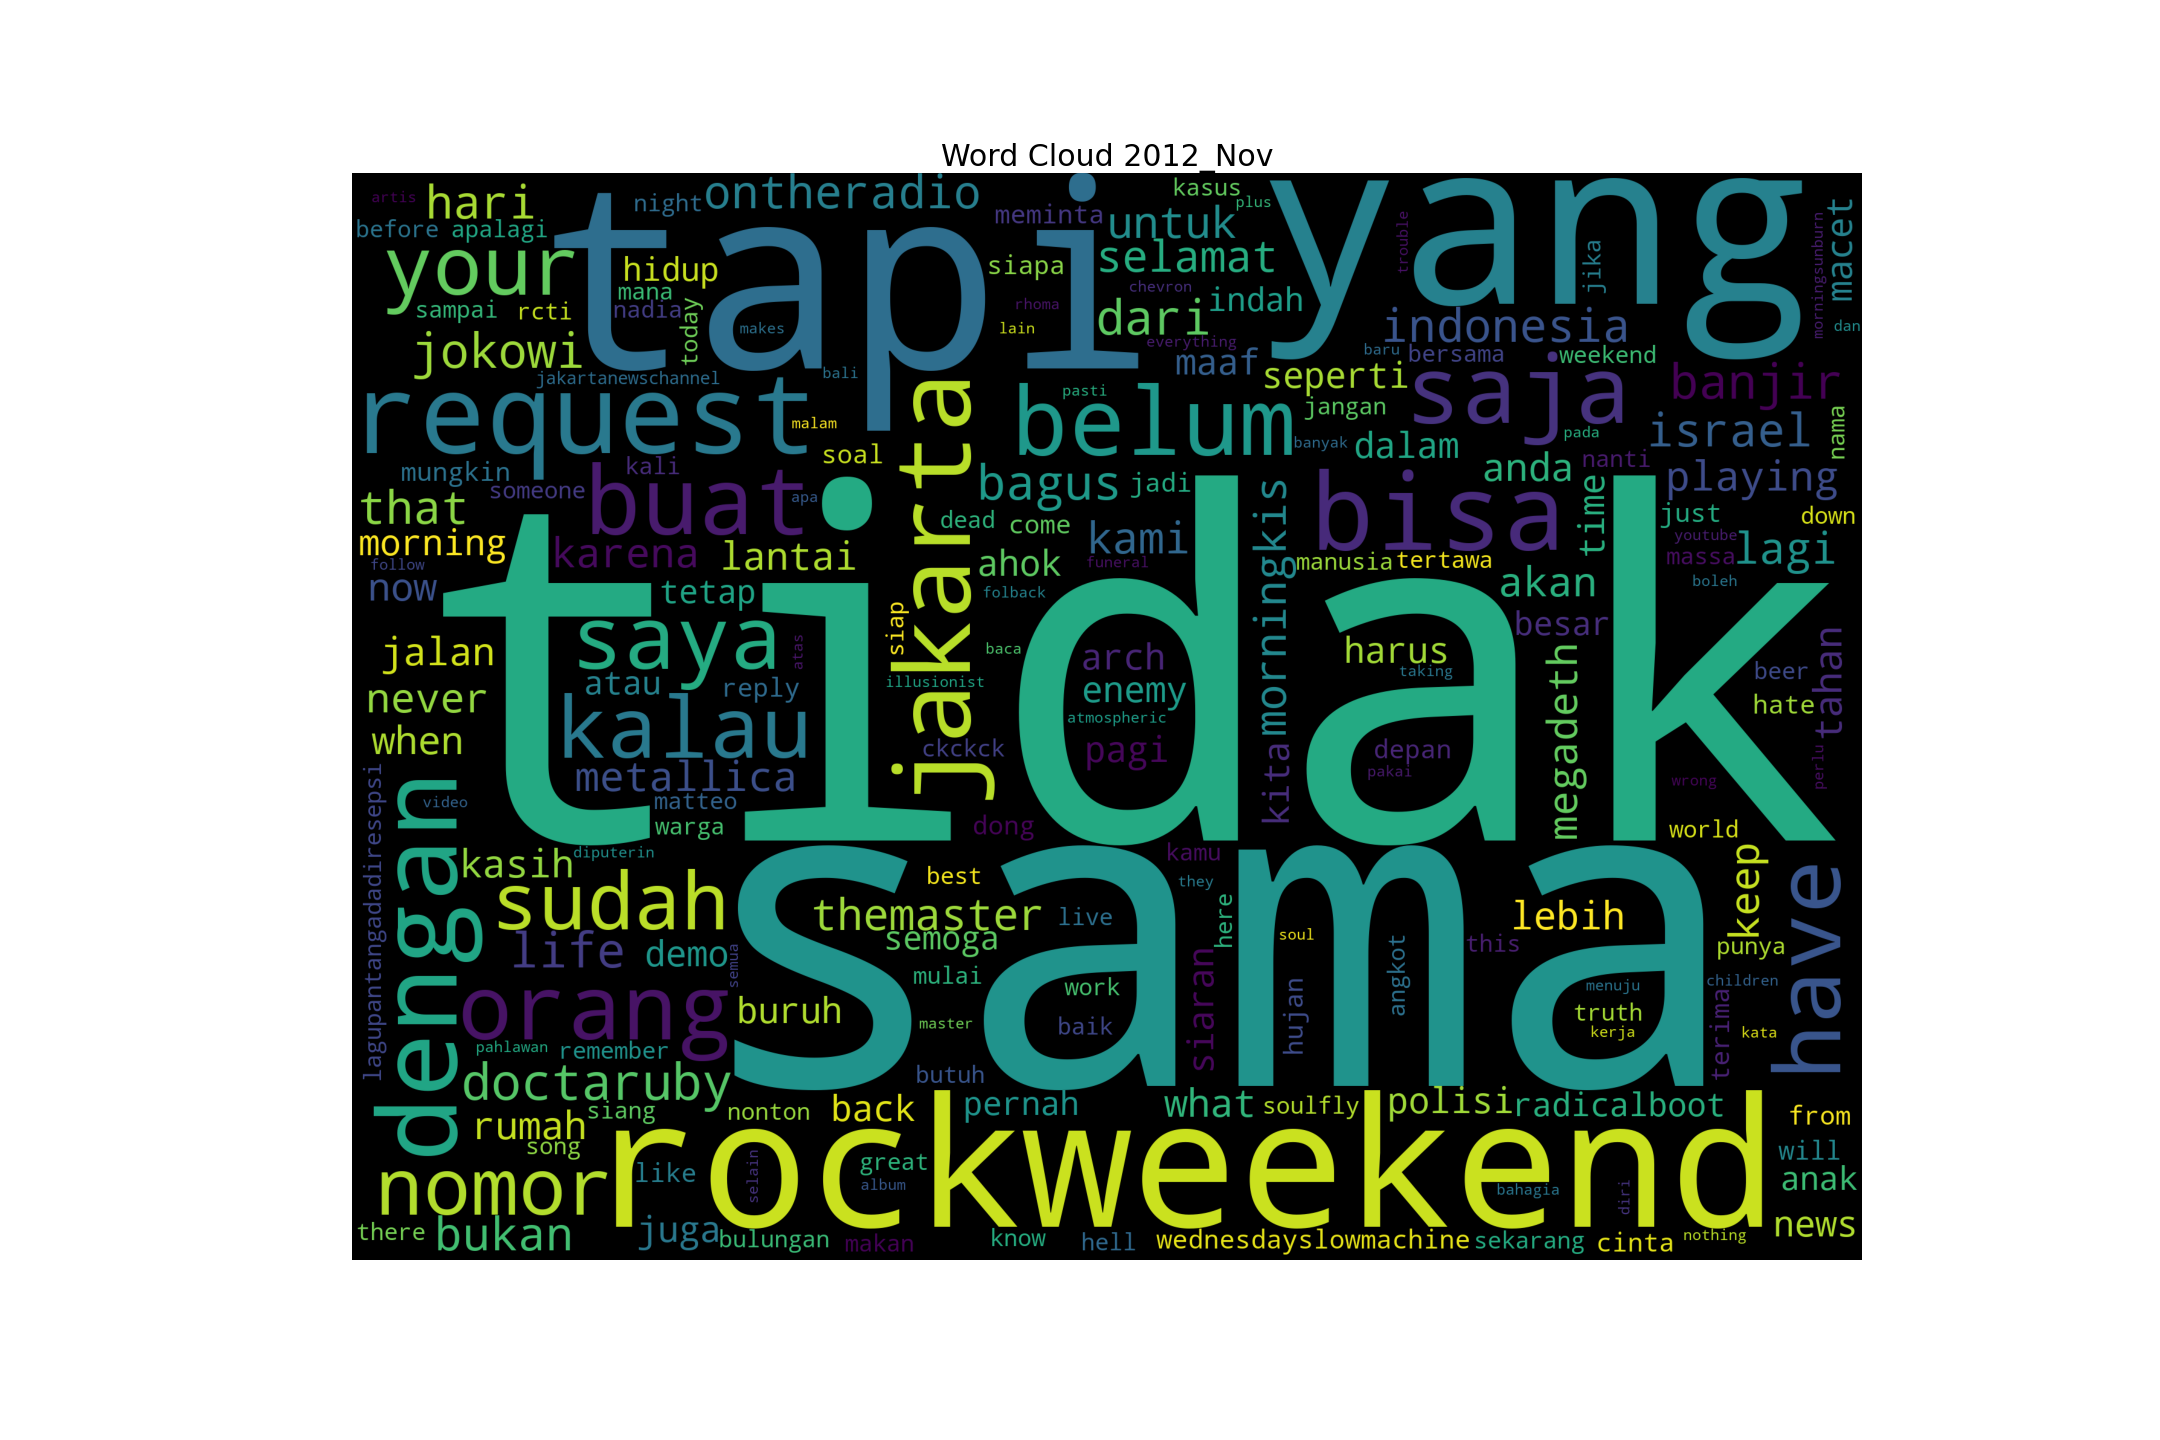 Word Cloud 2012_Nov
artis hari night ontheradio kasus plus
before apalagi meminta untuk yang macet
your tapi selamat jika trouble morningsunburn
hidup siapa chevron
mana indah dan
sampai rcti nadia today rhoma dari
makes lain indonesia
jokowi everything baru bersama weekend
jakartanewschannel bali maaf seperti saja banjir
request pasti jangan
malam jakarta belum banyak dalam pada israel nama
mungkin kali soal anda nanti
someone buat apa bagus jadi bisa playing
that dead come time just down
morning karena lantai ahok kami morningkis massa youtube lagi
follow funeral manusia tertawa
now tetap folback akan boleh
tidak
saya siap besar tahan
jalan atas baca arch harus
atau reply illusionist enemy taking megadeth beer
never hate
kalau atmospheric
when ckckck pagi depan
metallica kita pakai wrong perlu
lagupantangadadiresepsi dengan video matteo
warga dong world
diputerin kamu keep
kasih sama
best they have
sudah themaster live here lebih
semoga soul this punya
life demo semua mulai siaran angkot
work menuju children
orang buruh baik hujan truth terima
master kerja kata
pahlawan remember
doctaruby butuh
siang nonton back pernah what soulfly polisi radicalboot from
rumah
song rockweekend will
like selain great anak
nomor album bahagia diri
there bukan juga bulungan makan know hell wednesdayslowmachine sekarang cinta nothing news